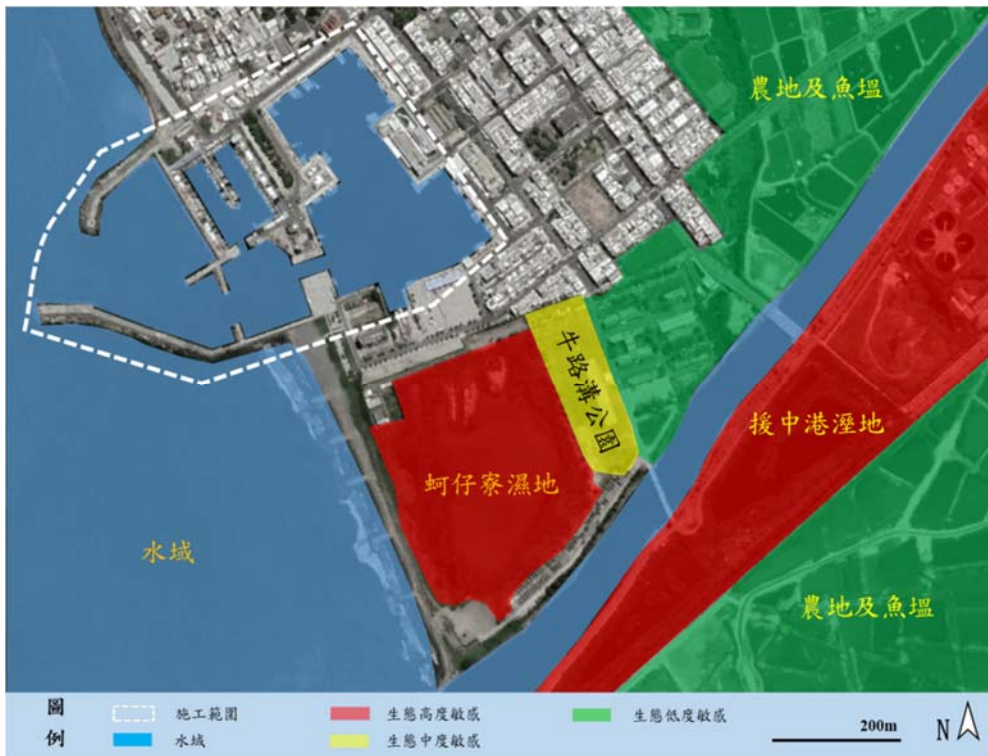 農地及魚塭
牛路溝公園
援中港溼地
蚵仔寮濕地
水域
農地及魚塭
圖例
施工範圍
生態高度敏感
生態低度敏感
水域
生態中度敏感
200m
N